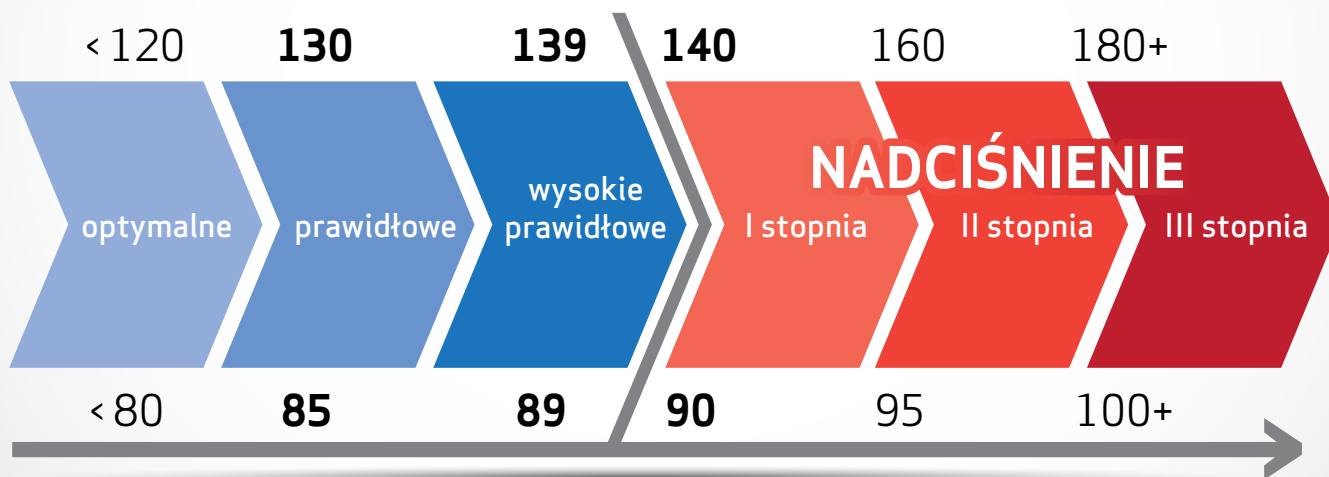 < 120 130 139 140 160 180+
NADCIŚNIENIE
optymalne
prawidłowe
wysokie
prawidłowe
I stopnia
II stopnia
III stopnia
< 80 85 89 90 95 100+